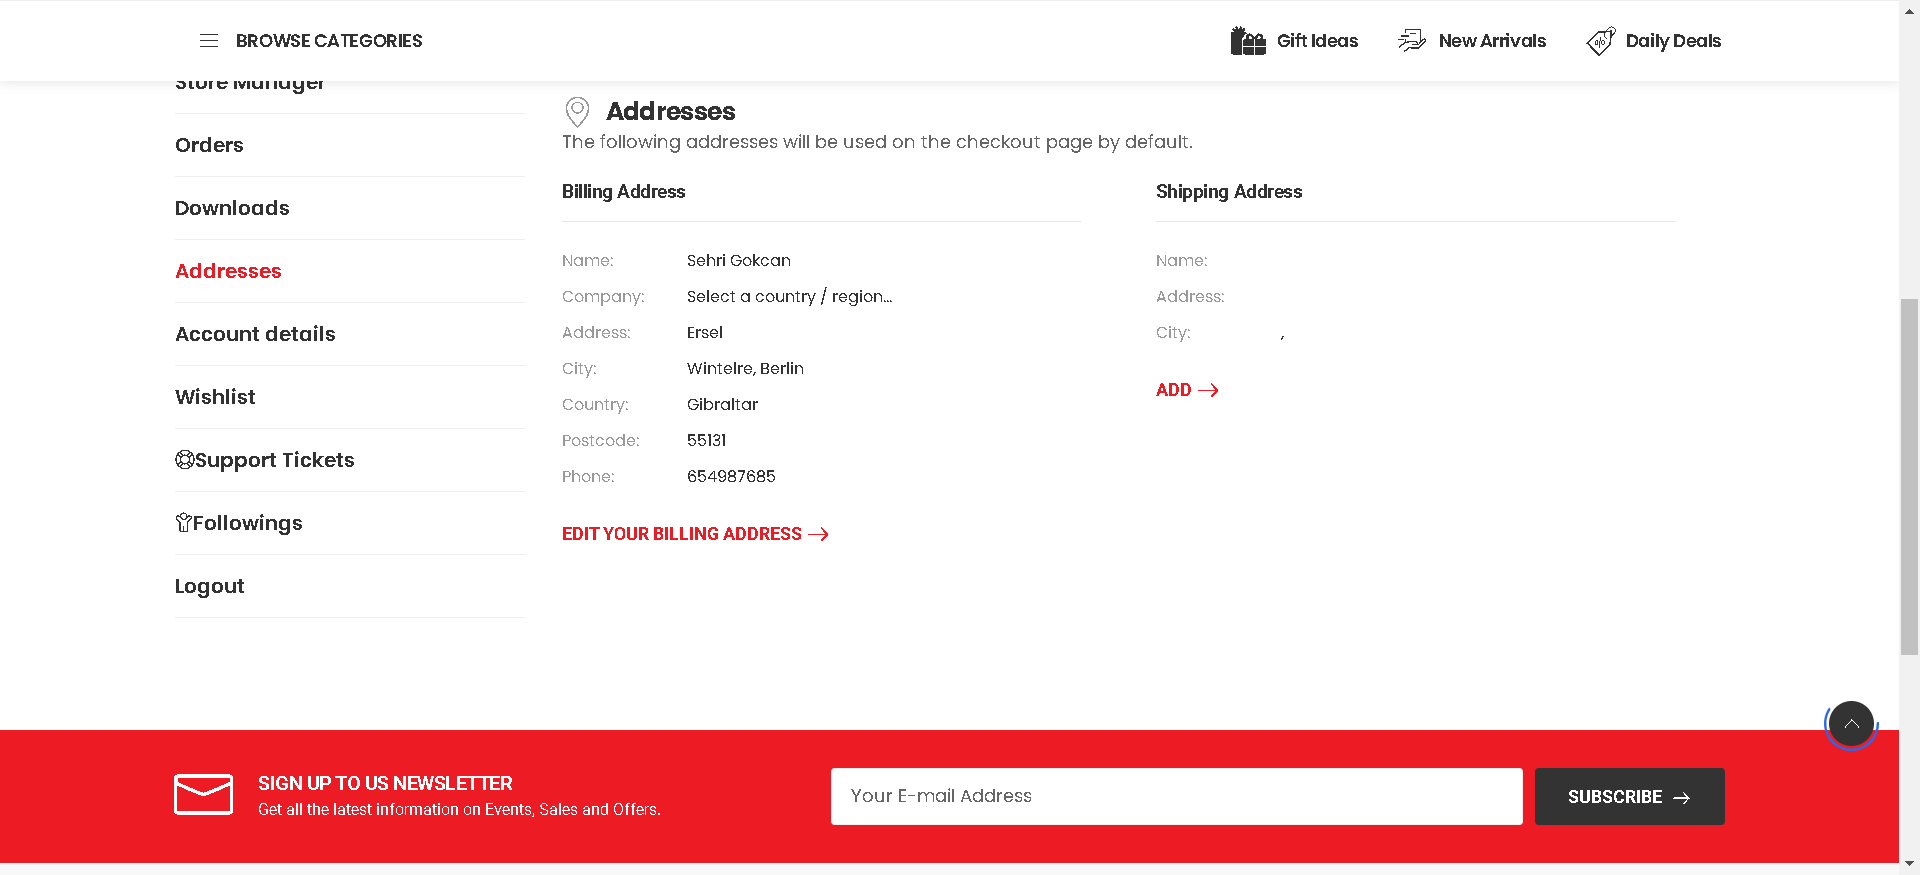 BROWSE CATEGORIES
Gift Ideas
New Arrivals
Daily Deals
Store Manager
Orders
Downloads
Addresses
Account details
Wishlist
Support Tickets
Followings
Logout
Addresses
The following addresses will be used on the checkout page by default.
Billing Address
Name: Sehri Gokcan
Company: Select a country / region...
Address: Ersel
City: Wintelre, Berlin
Country: Gibraltar
Postcode: 55131
Phone: 654987685
EDIT YOUR BILLING ADDRESS
Shipping Address
Name:
Address:
City: ,
ADD
SIGN UP TO US NEWSLETTER
Get all the latest information on Events, Sales and Offers.
Your E-mail Address
SUBSCRIBE